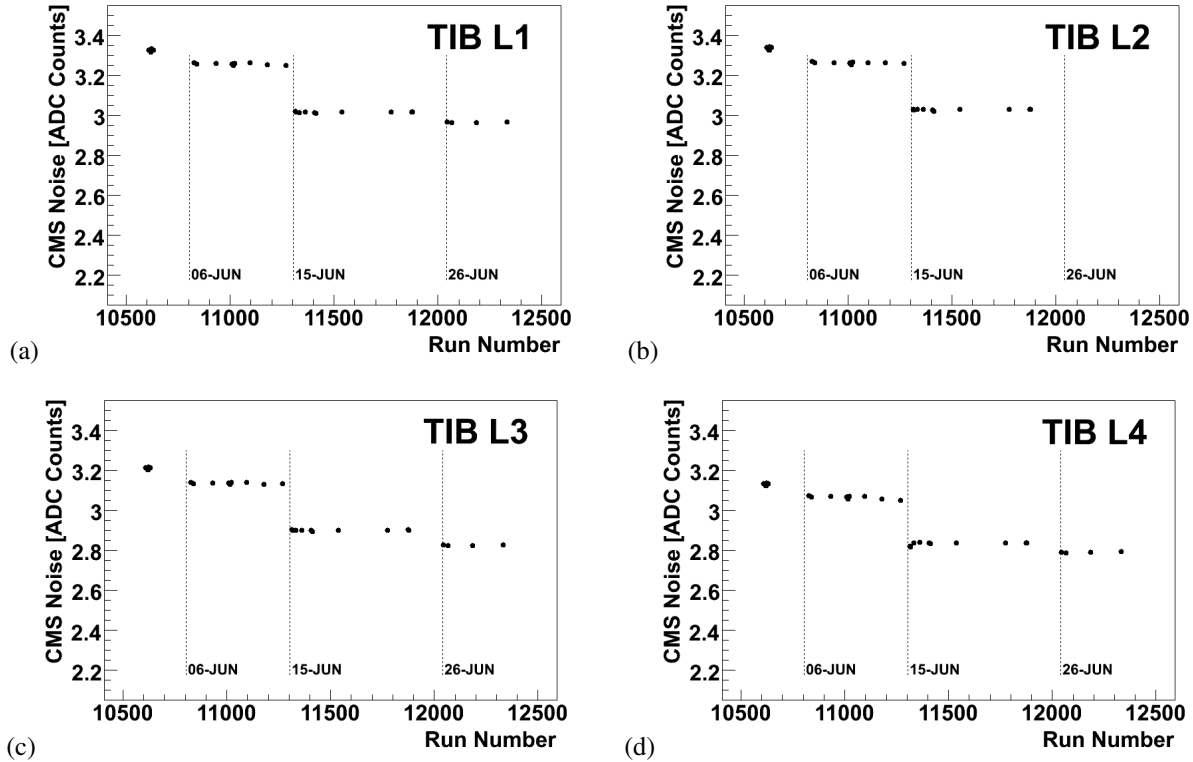 TIB L1
CMS Noise [ADC Counts]
3.4
3.2
3
2.8
2.6
2.4
2.2
06-JUN
15-JUN
26-JUN
10500 11000 11500 12000 12500
Run Number
(a)
TIB L2
CMS Noise [ADC Counts]
3.4
3.2
3
2.8
2.6
2.4
2.2
06-JUN
15-JUN
26-JUN
10500 11000 11500 12000 12500
Run Number
(b)
TIB L3
CMS Noise [ADC Counts]
3.4
3.2
3
2.8
2.6
2.4
2.2
06-JUN
15-JUN
26-JUN
10500 11000 11500 12000 12500
Run Number
(c)
TIB L4
CMS Noise [ADC Counts]
3.4
3.2
3
2.8
2.6
2.4
2.2
06-JUN
15-JUN
26-JUN
10500 11000 11500 12000 12500
Run Number
(d)